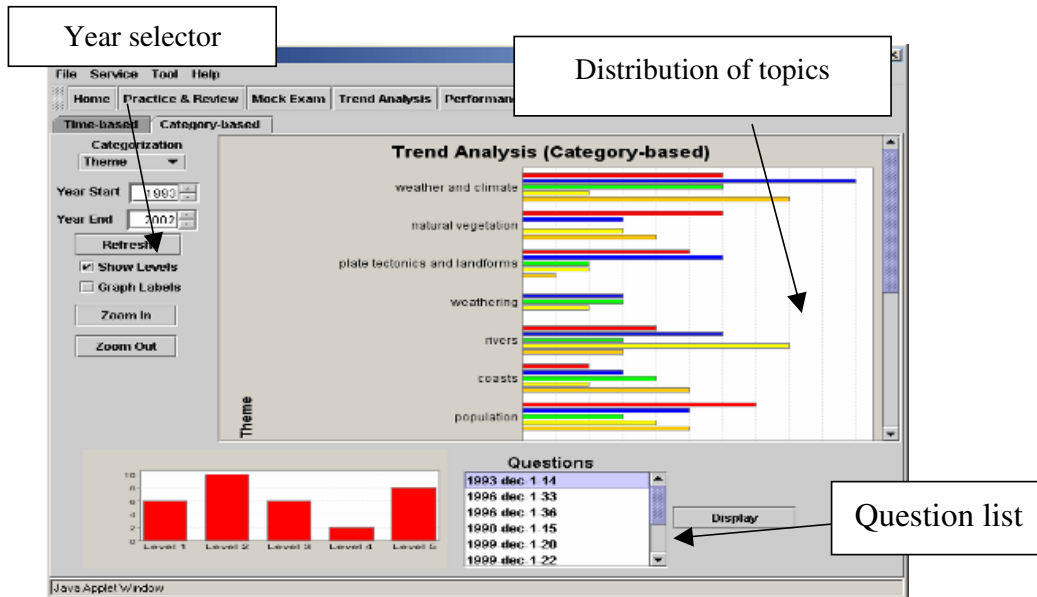 Year selector
Distribution of topics
File Service Tool Help
Home Practice & Review Mock Exam Trend Analysis
Time-based Category-based
Categorization
Theme
Year Start 1993
Year End 2002
Refresh
Show Levels
Graph Labels
Zoom In
Zoom Out
Trend Analysis (Category-based)
weather and climate
natural vegetation
plate tectonics and landforms
weathering
rivers
coasts
population
Theme
10
8
6
4
2
0
Level 1 Level 2 Level 3 Level 4 Level 5
Questions
1993 dec-1-14
1996 dec-1-33
1996 dec-1-36
1998 dec-1-15
1999 dec-1-20
1999 dec-1-22
Display
Question list
Java Applet Window